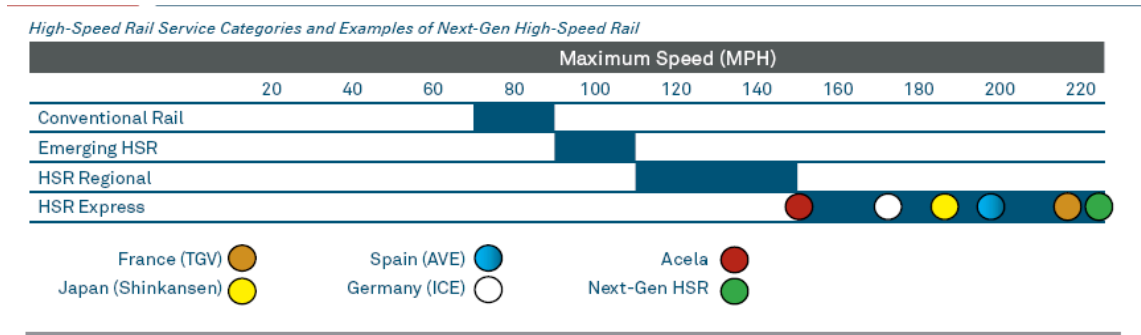 High-Speed Rail Service Categories and Examples of Next-Gen High-Speed Rail
Maximum Speed (MPH)
20 40 60 80 100 120 140 160 180 200 220
Conventional Rail
Emerging HSR
HSR Regional
HSR Express
France (TGV) Spain (AVE) Acela
Japan (Shinkansen) Germany (ICE) Next-Gen HSR